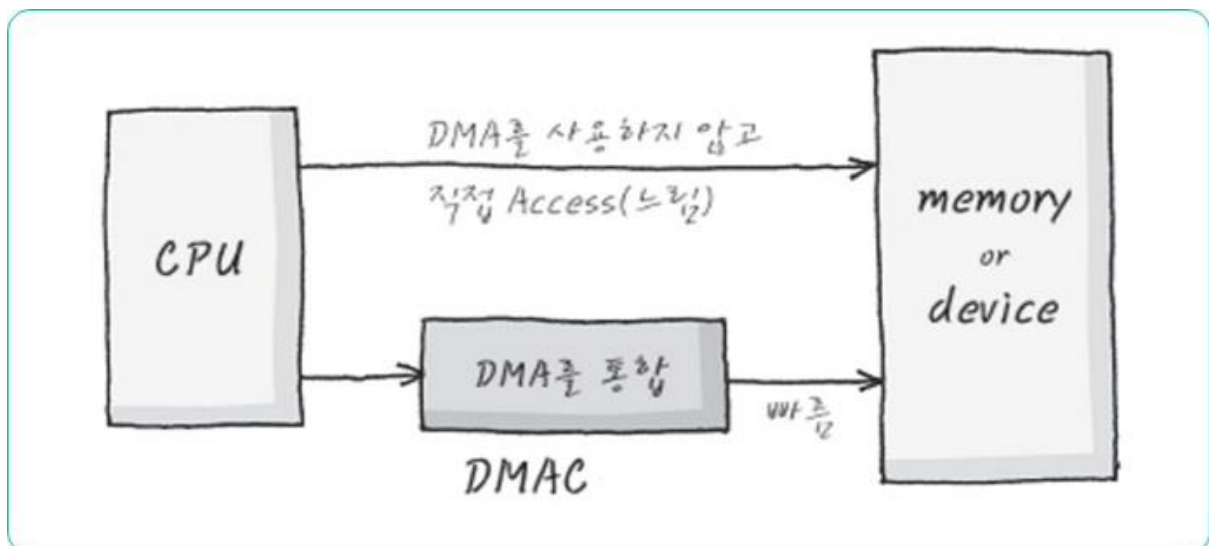 DMA를 사용하지 않고
직접 Access(느림)
CPU
memory
or
device
DMA를 통합
빠름
DMAC